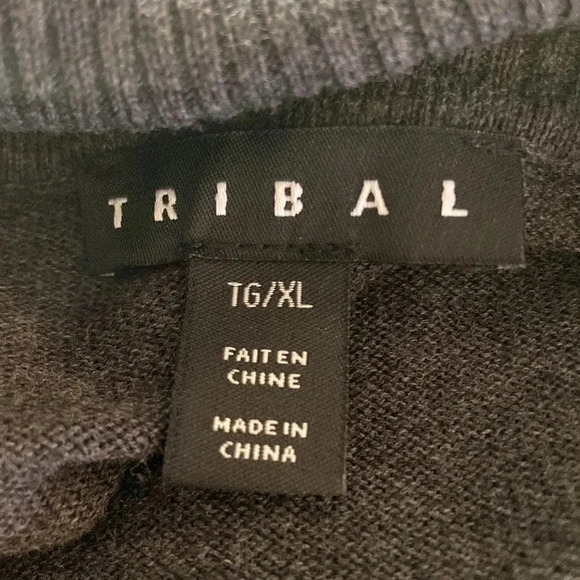 TRIBAL
TG/XL
FAIT EN
CHINE
MADE IN
CHINA